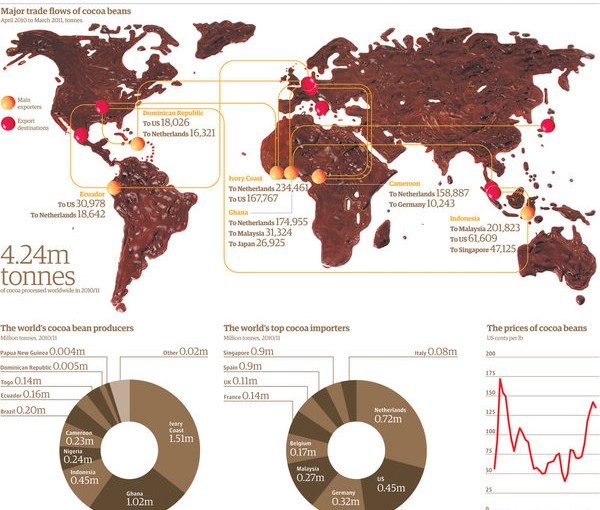 Major trade flows of cocoa beans
April 2010 to March 2011, tonnes
Main
exporters
Export
destinations
Dominican Republic
To US 18,026
To Netherlands 16,321
Ecuador
To US 30,978
To Netherlands 18,642
Ivory Coast
To Netherlands 234,461
To US 167,767
Ghana
To Netherlands 174,955
To Malaysia 31,324
To Japan 26,925
Cameroon
To Netherlands 158,887
To Germany 10,243
Indonesia
To Malaysia 201,823
To US 61,609
To Singapore 47,125
4.24m
tonnes
of cocoa processed worldwide in 2010/11
The world's cocoa bean producers
Million tonnes, 2010/11
Papua New Guinea 0.004m
Other 0.02m
Dominican Republic 0.005m
Togo 0.14m
Ecuador 0.16m
Brazil 0.20m
Cameroon
0.23m
Nigeria
0.24m
Indonesia
0.45m
Ghana
1.02m
Ivory
Coast
1.51m
The world's top cocoa importers
Million tonnes, 2010/11
Singapore 0.9m
Italy 0.08m
Spain 0.9m
UK 0.11m
France 0.14m
Belgium
0.17m
Malaysia
0.27m
Germany
0.32m
US
0.45m
Netherlands
0.72m
The prices of cocoa beans
US cents per lb
200
175
150
125
100
75
50
25
0